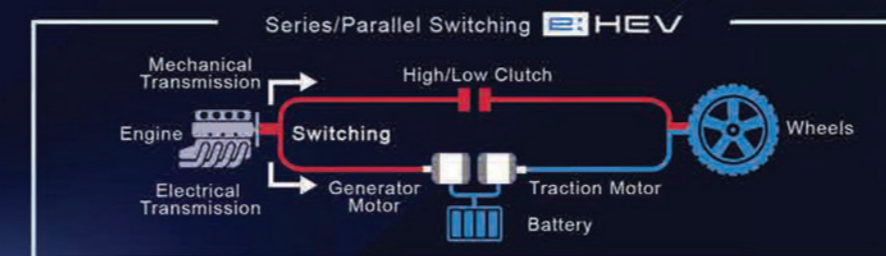 Series/Parallel Switching e:HEV
Mechanical
Transmission
High/Low Clutch
Engine
Switching
Wheels
Electrical
Transmission
Generator
Motor
Traction Motor
Battery